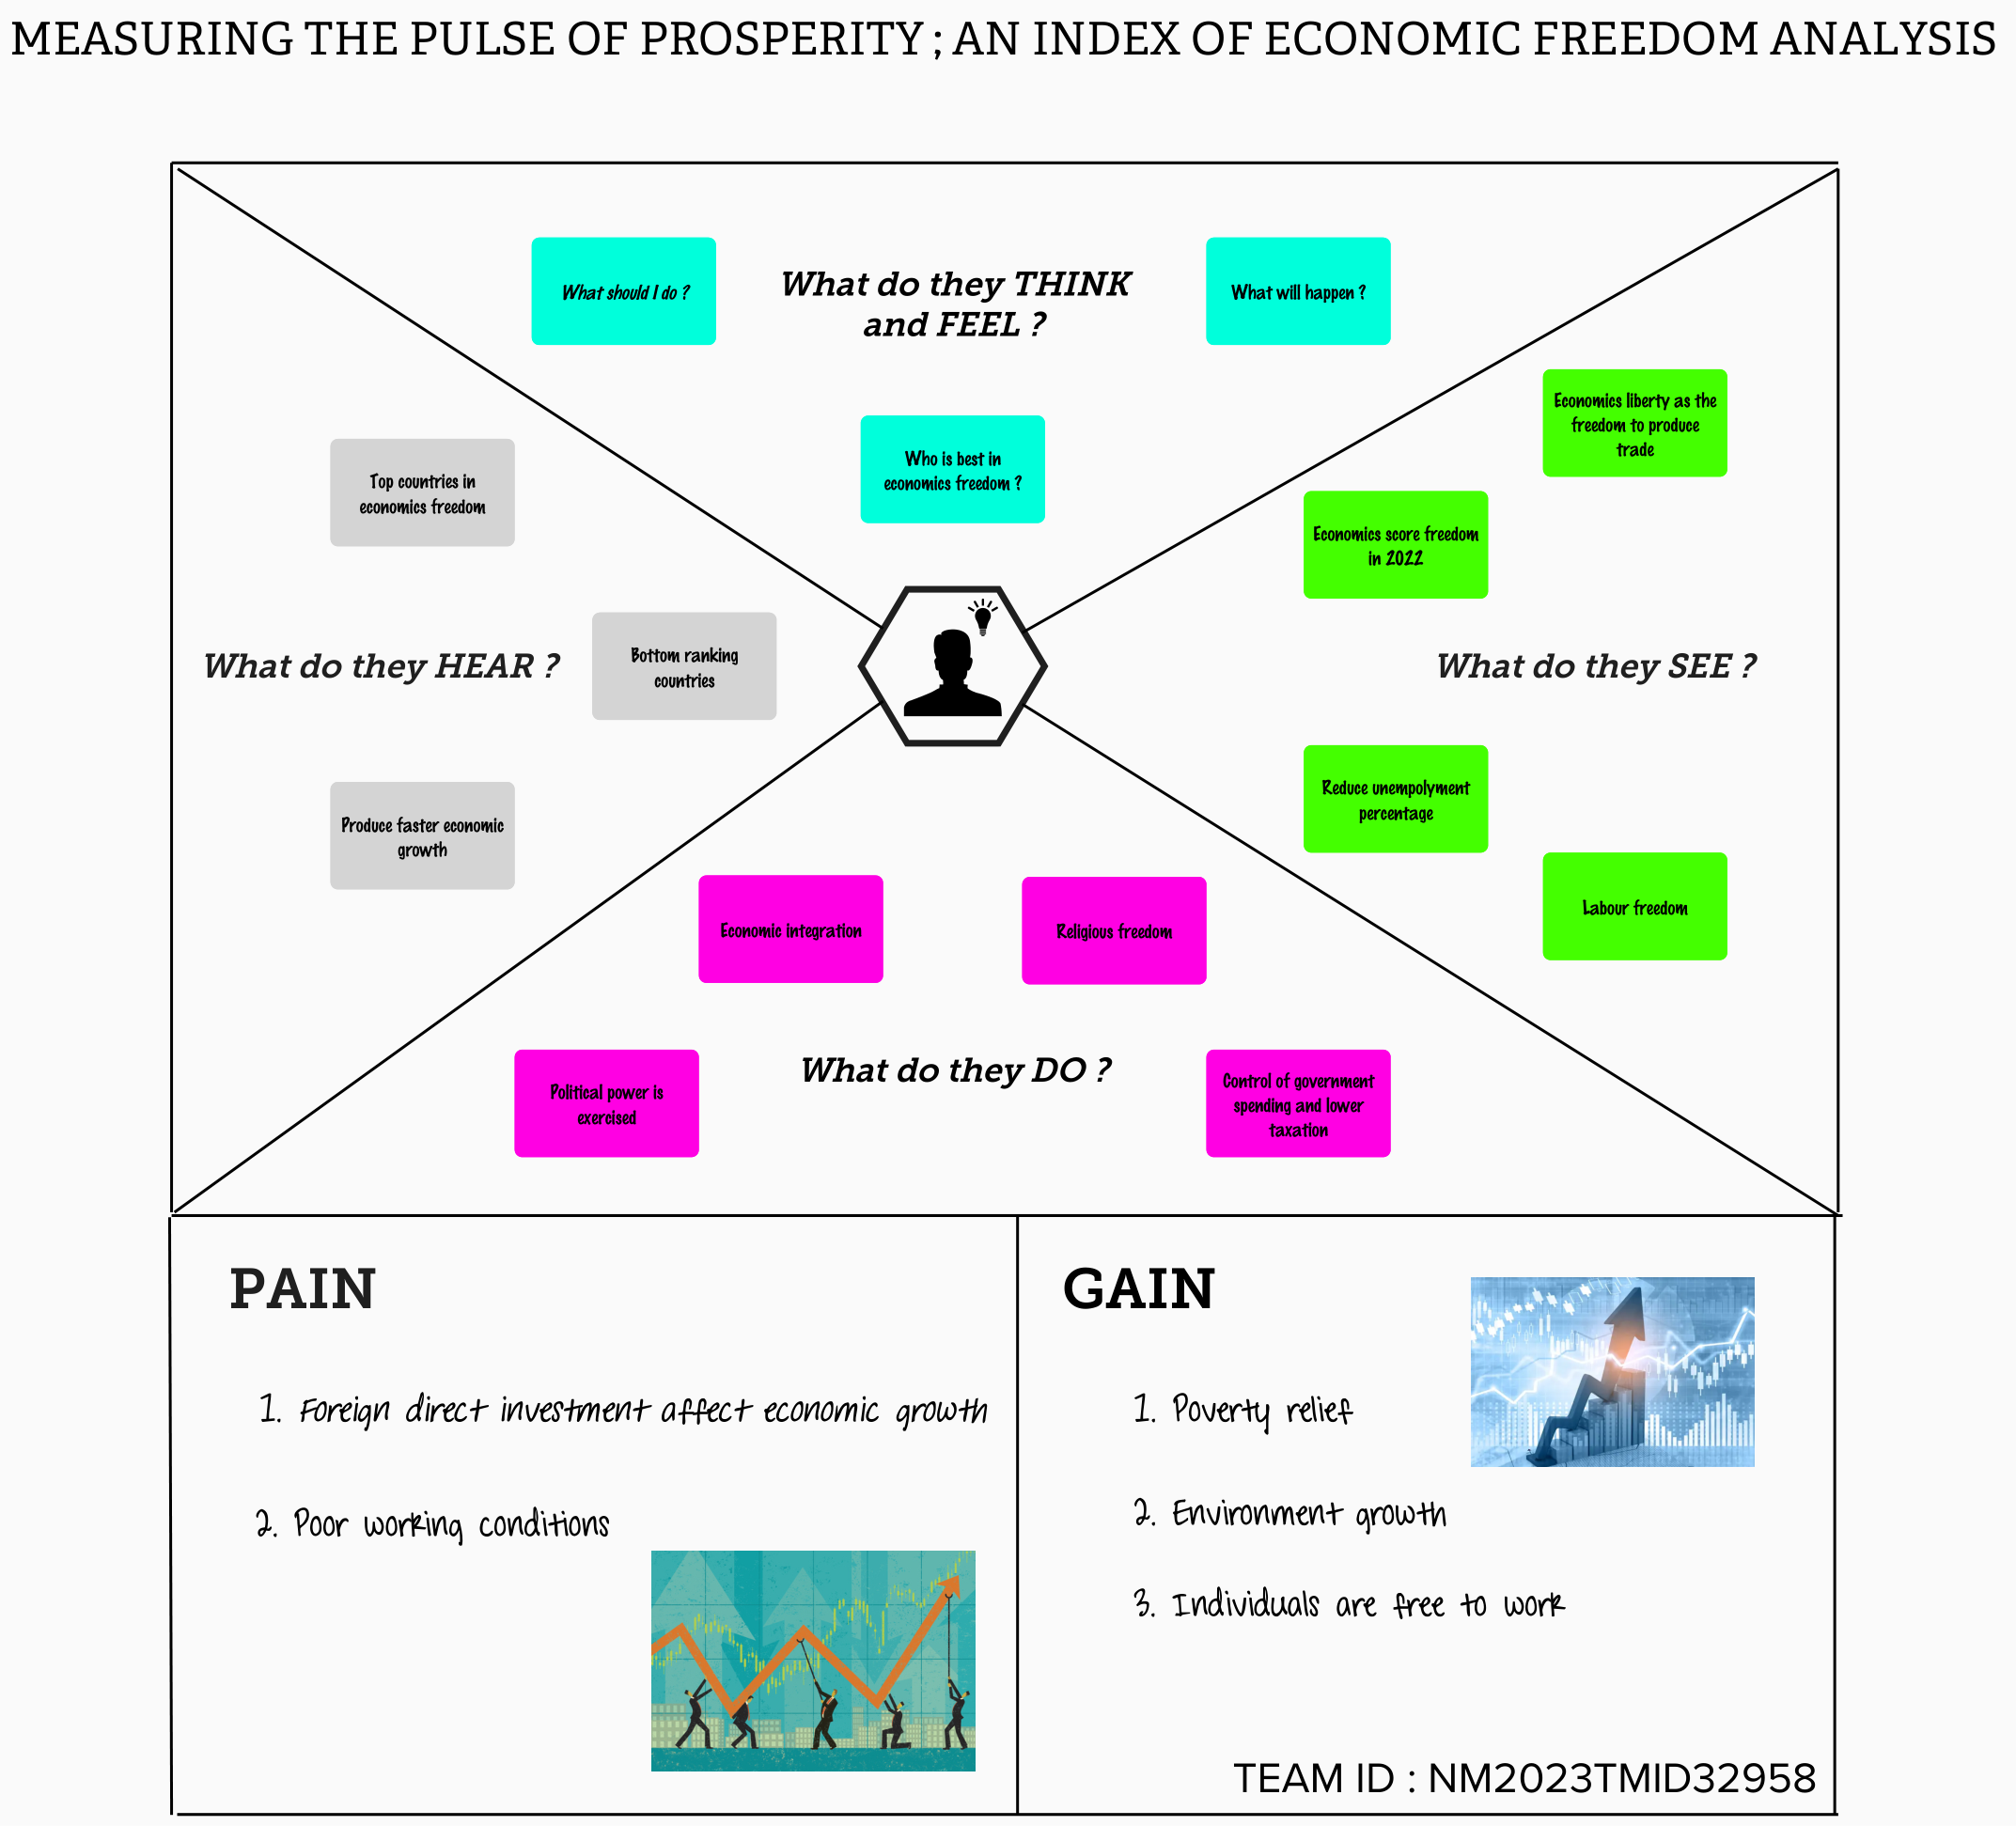 MEASURING THE PULSE OF PROSPERITY ; AN INDEX OF ECONOMIC FREEDOM ANALYSIS
What should I do ?
What do they THINK
and FEEL ?
What will happen ?
Who is best in
economics freedom ?
Top countries in
economics freedom
What do they HEAR ?
Bottom ranking
countries
Produce faster economic
growth
Economics liberty as the
freedom to produce
trade
Economics score freedom
in 2022
What do they SEE ?
Reduce unempolyment
percentage
Labour freedom
Economic integration
Religious freedom
Political power is
exercised
What do they DO ?
Control of government
spending and lower
taxation
PAIN
1. Foreign direct investment affect economic growth
2. Poor working conditions
GAIN
1. Poverty relief
2. Environment growth
3. Individuals are free to work
TEAM ID : NM2023TMID32958